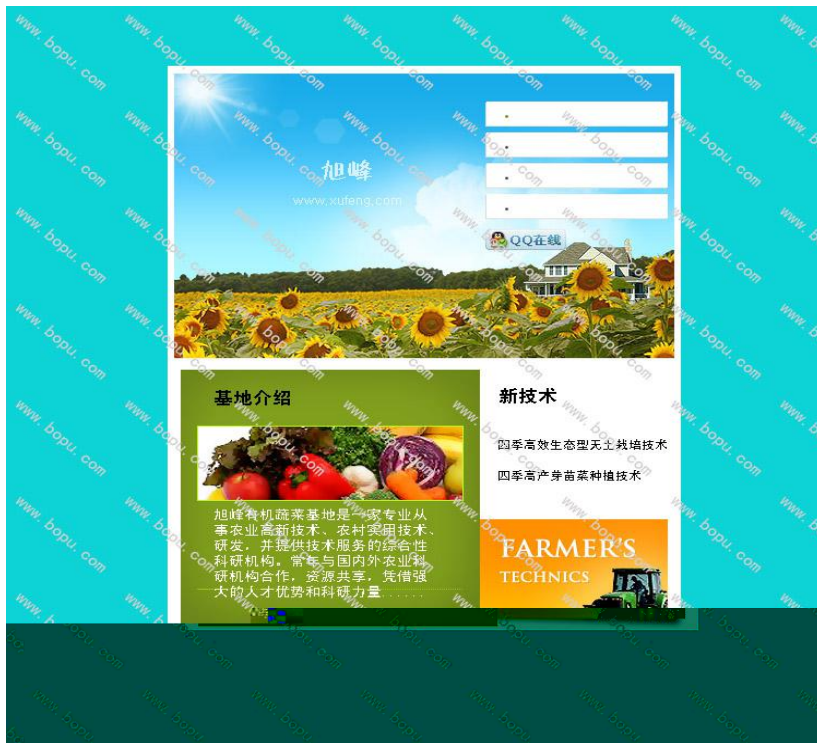 旭峰
www.xufeng.com
QQ在线
基地介绍
旭峰有机蔬菜基地是一家专业从
事农业高新技术、农村实用技术、
研发，并提供技术服务的综合性
科研机构。常年与国内外农业科
研机构合作，资源共享，凭借强
大的人才优势和科研力量......
新技术
四季高效生态型无土栽培技术
四季高产芽苗菜种植技术
FARMER'S
TECHNICS
www.bopu.com